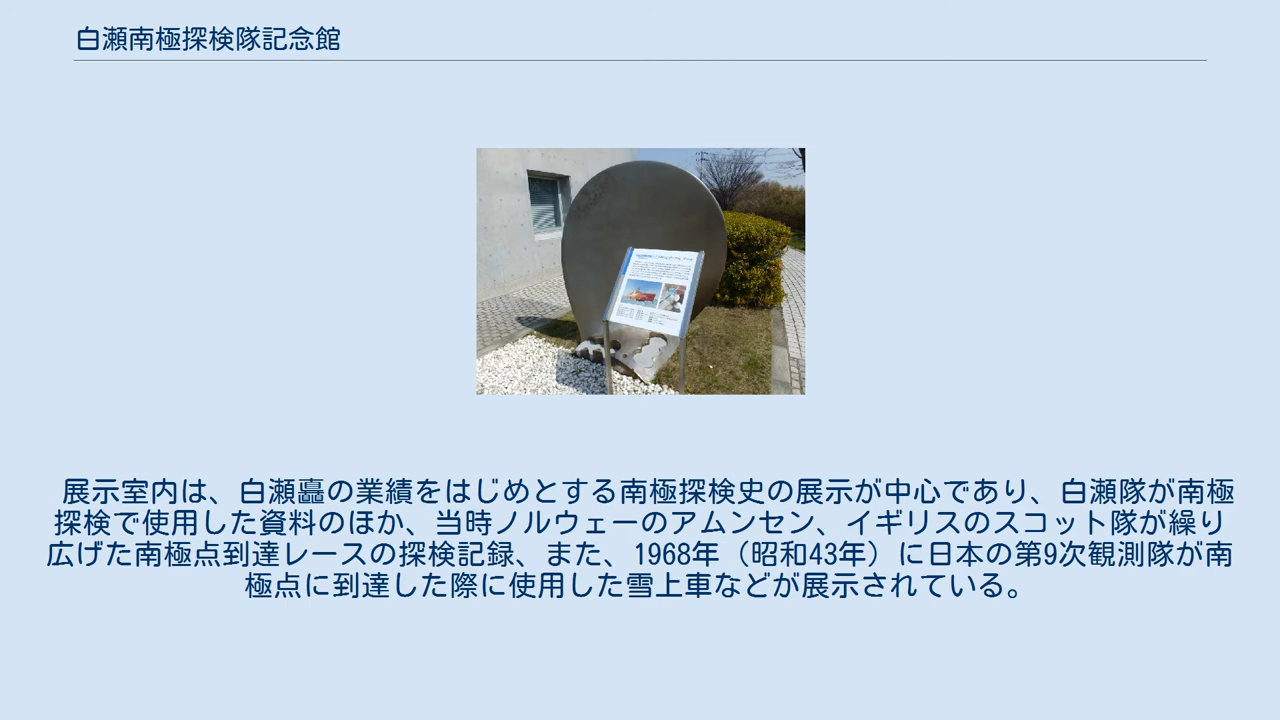 白瀬南極探検隊記念館
展示室内は、白瀬矗の業績をはじめとする南極探検史の展示が中心であり、白瀬隊が南極
探検で使用した資料のほか、当時ノルウェーのアムンセン、イギリスのスコット隊が繰り
広げた南極点到達レースの探検記録、また、1968年（昭和43年）に日本の第9次観測隊が南
極点に到達した際に使用した雪上車などが展示されている。